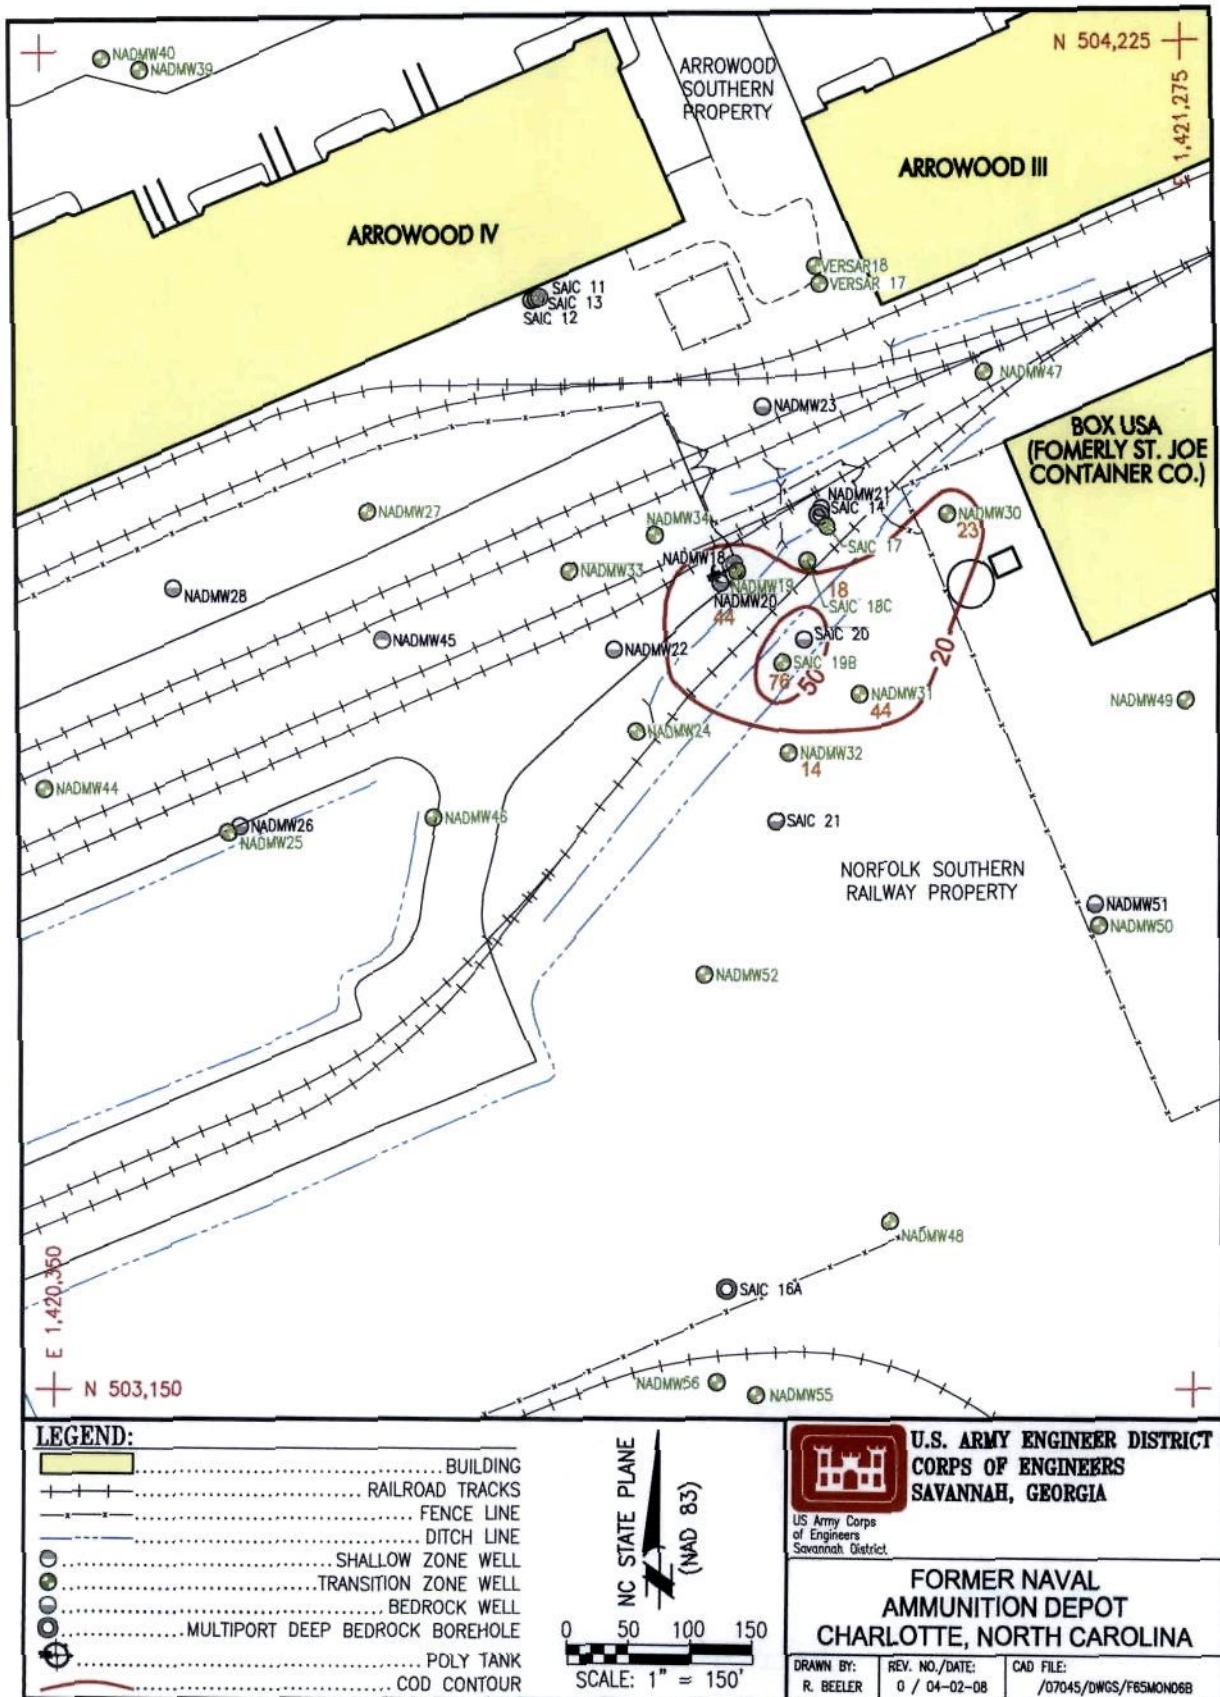 NADMW40
NADMW39
ARROWOOD
SOUTHERN
PROPERTY
N 504,225
E 1,421,275
ARROWOOD III
ARROWOOD IV
VERSAR18
VERSAR 17
SAIC 11
SAIC 13
SAIC 12
NADMW47
NADMW23
BOX USA
(FOMERLY ST. JOE
CONTAINER CO.)
NADMW27
NADMW21
SAIC 14
NADMW34
NADMW30
23
SAIC 17
NADMW18
NADMW33
NADMW19
18
NADMW28
NADMW20
SAIC 18C
44
NADMW45
SAIC 20
NADMW22
20
SAIC 19B
76
50
NADMW31
44
NADMW49
NADMW24
NADMW32
14
NADMW44
NADMW46
NADMW26
NADMW25
SAIC 21
NORFOLK SOUTHERN
RAILWAY PROPERTY
NADMW51
NADMW50
NADMW52
NADMW48
E 1,420,350
SAIC 16A
N 503,150
NADMW56
NADMW55
LEGEND:
BUILDING
RAILROAD TRACKS
FENCE LINE
DITCH LINE
SHALLOW ZONE WELL
TRANSITION ZONE WELL
BEDROCK WELL
MULTIPORT DEEP BEDROCK BOREHOLE
POLY TANK
COD CONTOUR
NC STATE PLANE
(NAD 83)
0 50 100 150
SCALE: 1" = 150'
U.S. ARMY ENGINEER DISTRICT
CORPS OF ENGINEERS
SAVANNAH, GEORGIA
US Army Corps
of Engineers
Savannah District
FORMER NAVAL
AMMUNITION DEPOT
CHARLOTTE, NORTH CAROLINA
DRAWN BY:
R. BEELER
REV. NO./DATE:
0 / 04-02-08
CAD FILE:
/07045/DWGS/F65MON06B